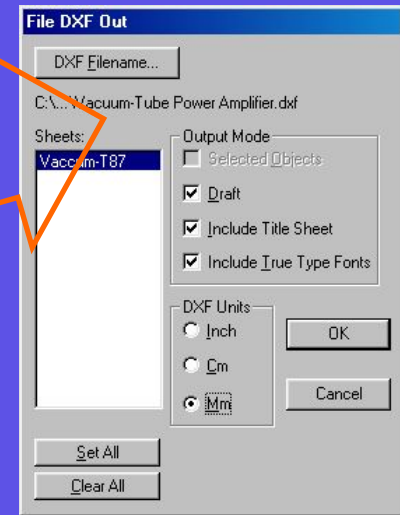 File DXF Out
DXF Filename...
C:\...\Vacuum-Tube Power Amplifier.dxf
Sheets:
Vaccum-T87
Output Mode
Selected Objects
Draft
Include Title Sheet
Include True Type Fonts
DXF Units
Inch
Cm
Mm
OK
Cancel
Set All
Clear All